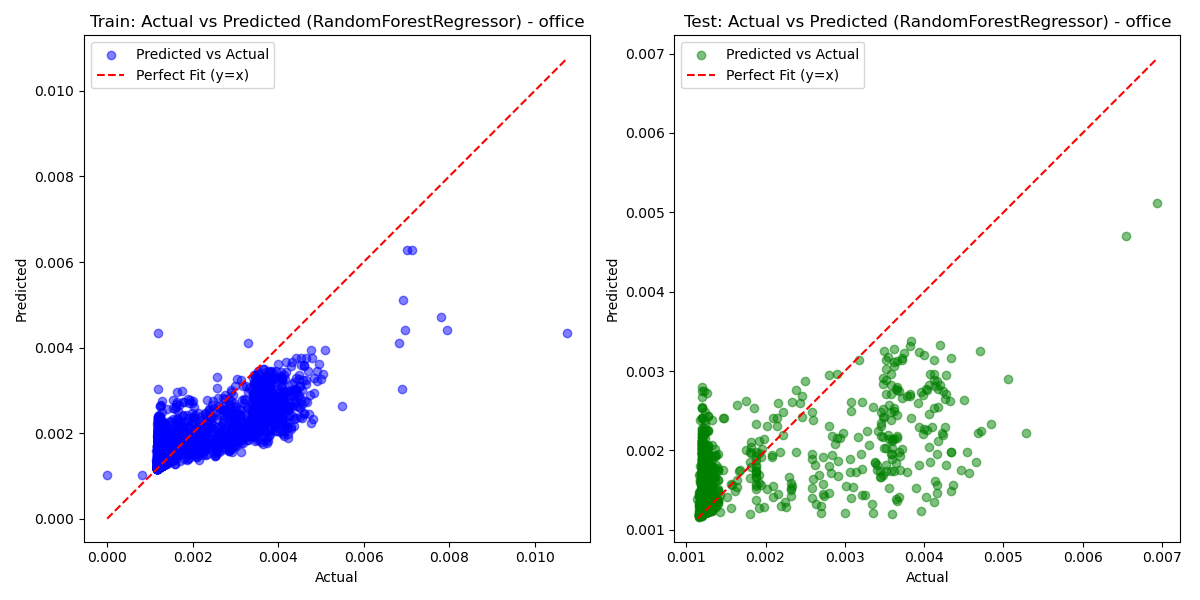 Train: Actual vs Predicted (RandomForestRegressor) - office
Predicted vs Actual
Perfect Fit (y=x)
0.010
0.008
0.006
0.004
0.002
0.000
Predicted
0.000
0.002
0.004
0.006
0.008
0.010
Actual
Test: Actual vs Predicted (RandomForestRegressor) - office
Predicted vs Actual
Perfect Fit (y=x)
0.007
0.006
0.005
0.004
0.003
0.002
0.001
Predicted
0.001
0.002
0.003
0.004
0.005
0.006
0.007
Actual